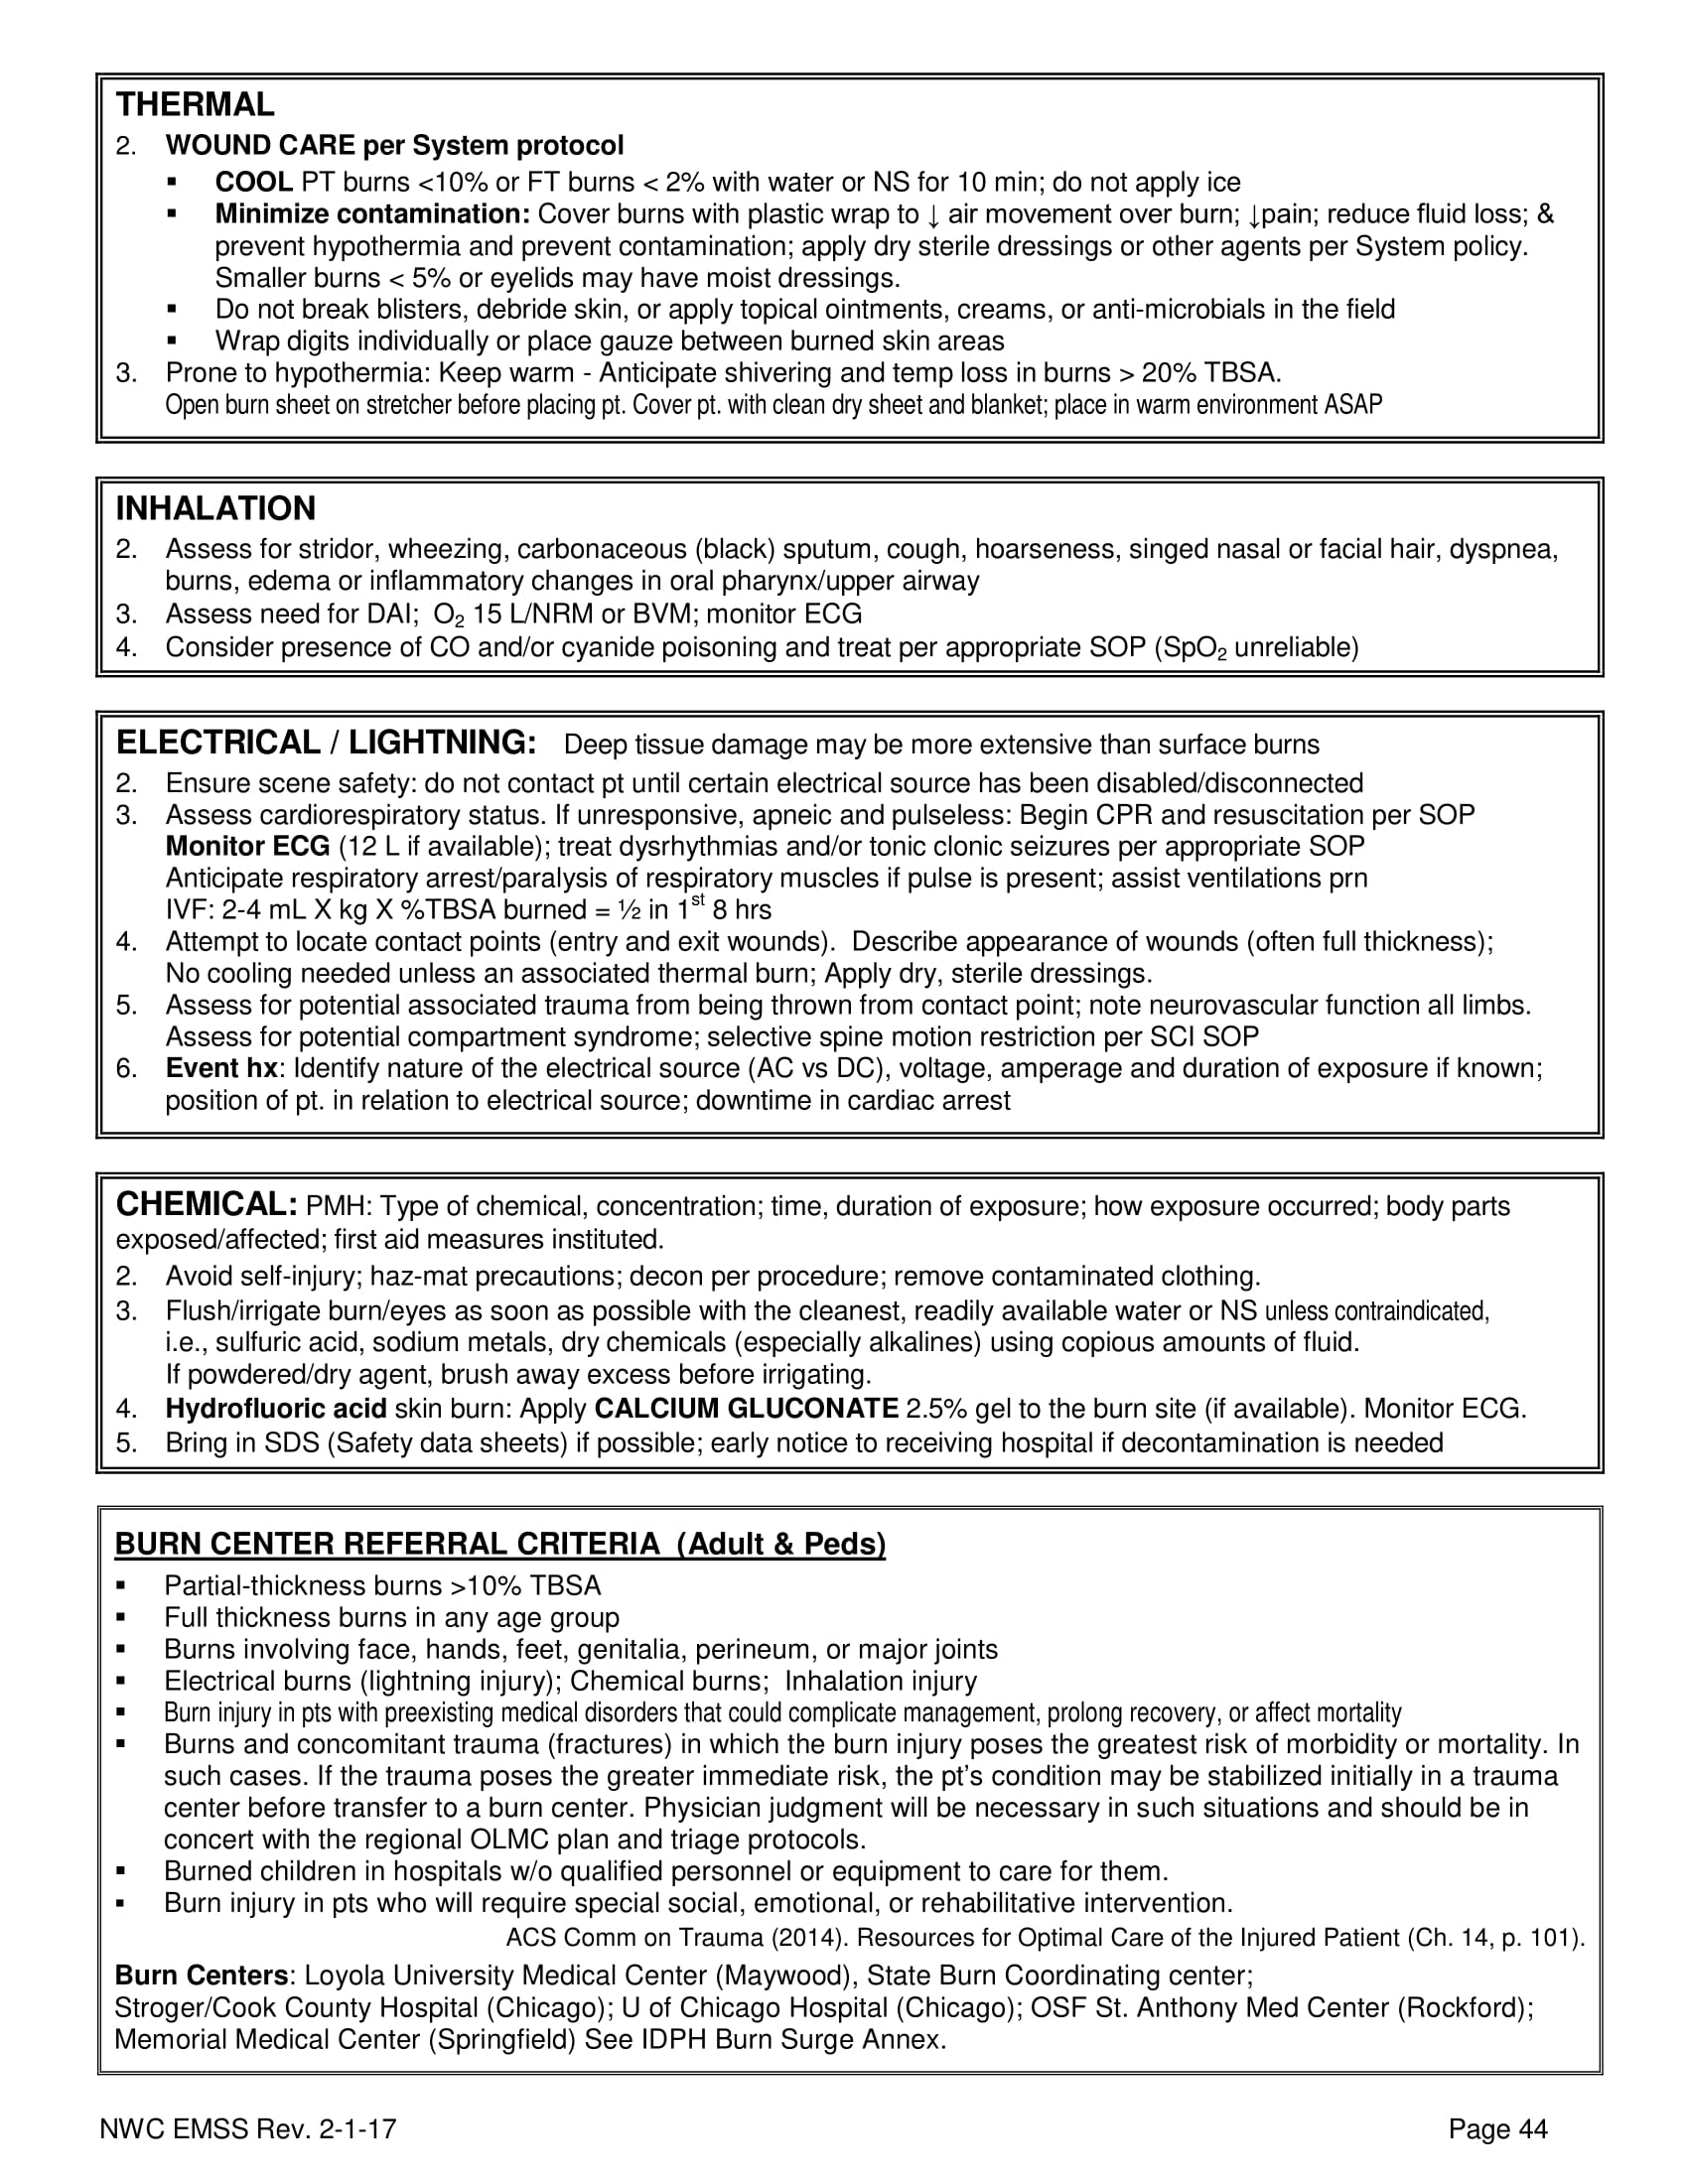 THERMAL
2. WOUND CARE per System protocol
▪ COOL PT burns <10% or FT burns < 2% with water or NS for 10 min; do not apply ice
▪ Minimize contamination: Cover burns with plastic wrap to ↓ air movement over burn; ↓pain; reduce fluid loss; &
prevent hypothermia and prevent contamination; apply dry sterile dressings or other agents per System policy.
Smaller burns < 5% or eyelids may have moist dressings.
▪ Do not break blisters, debride skin, or apply topical ointments, creams, or anti-microbials in the field
▪ Wrap digits individually or place gauze between burned skin areas
3. Prone to hypothermia: Keep warm - Anticipate shivering and temp loss in burns > 20% TBSA.
Open burn sheet on stretcher before placing pt. Cover pt. with clean dry sheet and blanket; place in warm environment ASAP
INHALATION
2. Assess for stridor, wheezing, carbonaceous (black) sputum, cough, hoarseness, singed nasal or facial hair, dyspnea,
burns, edema or inflammatory changes in oral pharynx/upper airway
3. Assess need for DAI; O₂ 15 L/NRM or BVM; monitor ECG
4. Consider presence of CO and/or cyanide poisoning and treat per appropriate SOP (SpO₂ unreliable)
ELECTRICAL / LIGHTNING: Deep tissue damage may be more extensive than surface burns
2. Ensure scene safety: do not contact pt until certain electrical source has been disabled/disconnected
3. Assess cardiorespiratory status. If unresponsive, apneic and pulseless: Begin CPR and resuscitation per SOP
Monitor ECG (12 L if available); treat dysrhythmias and/or tonic clonic seizures per appropriate SOP
Anticipate respiratory arrest/paralysis of respiratory muscles if pulse is present; assist ventilations prn
IVF: 2-4 mL X kg X %TBSA burned = ½ in 1st 8 hrs
4. Attempt to locate contact points (entry and exit wounds). Describe appearance of wounds (often full thickness);
No cooling needed unless an associated thermal burn; Apply dry, sterile dressings.
5. Assess for potential associated trauma from being thrown from contact point; note neurovascular function all limbs.
Assess for potential compartment syndrome; selective spine motion restriction per SCI SOP
6. Event hx: Identify nature of the electrical source (AC vs DC), voltage, amperage and duration of exposure if known;
position of pt. in relation to electrical source; downtime in cardiac arrest
CHEMICAL: PMH: Type of chemical, concentration; time, duration of exposure; how exposure occurred; body parts
exposed/affected; first aid measures instituted.
2. Avoid self-injury; haz-mat precautions; decon per procedure; remove contaminated clothing.
3. Flush/irrigate burn/eyes as soon as possible with the cleanest, readily available water or NS unless contraindicated,
i.e., sulfuric acid, sodium metals, dry chemicals (especially alkalines) using copious amounts of fluid.
If powdered/dry agent, brush away excess before irrigating.
4. Hydrofluoric acid skin burn: Apply CALCIUM GLUCONATE 2.5% gel to the burn site (if available). Monitor ECG.
5. Bring in SDS (Safety data sheets) if possible; early notice to receiving hospital if decontamination is needed
BURN CENTER REFERRAL CRITERIA (Adult & Peds)
▪ Partial-thickness burns >10% TBSA
▪ Full thickness burns in any age group
▪ Burns involving face, hands, feet, genitalia, perineum, or major joints
▪ Electrical burns (lightning injury); Chemical burns; Inhalation injury
▪ Burn injury in pts with preexisting medical disorders that could complicate management, prolong recovery, or affect mortality
▪ Burns and concomitant trauma (fractures) in which the burn injury poses the greatest risk of morbidity or mortality. In
such cases. If the trauma poses the greater immediate risk, the pt’s condition may be stabilized initially in a trauma
center before transfer to a burn center. Physician judgment will be necessary in such situations and should be in
concert with the regional OLMC plan and triage protocols.
▪ Burned children in hospitals w/o qualified personnel or equipment to care for them.
▪ Burn injury in pts who will require special social, emotional, or rehabilitative intervention.
ACS Comm on Trauma (2014). Resources for Optimal Care of the Injured Patient (Ch. 14, p. 101).
Burn Centers: Loyola University Medical Center (Maywood), State Burn Coordinating center;
Stroger/Cook County Hospital (Chicago); U of Chicago Hospital (Chicago); OSF St. Anthony Med Center (Rockford);
Memorial Medical Center (Springfield) See IDPH Burn Surge Annex.
NWC EMSS Rev. 2-1-17 Page 44